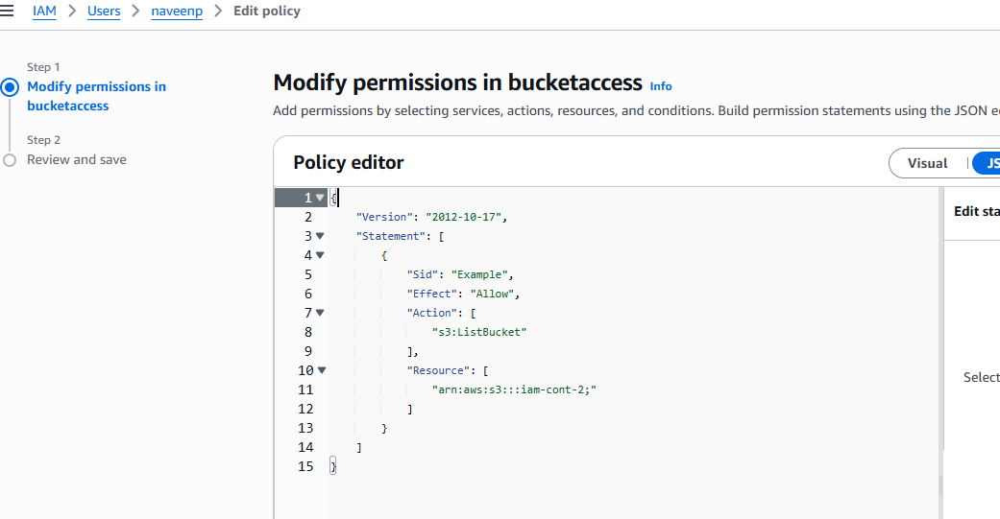 IAM > Users > naveenp > Edit policy
Step 1
Modify permissions in
bucketaccess
Step 2
Review and save
Modify permissions in bucketaccess Info
Add permissions by selecting services, actions, resources, and conditions. Build permission statements using the JSON
Policy editor
Visual
Edit
Select
1 {
2 "Version": "2012-10-17",
3 "Statement": [
4 {
5 "Sid": "Example",
6 "Effect": "Allow",
7 "Action": [
8 "s3:ListBucket"
9 ],
10 "Resource": [
11 "arn:aws:s3:::iam-cont-2;"
12 ]
13 }
14 ]
15 }